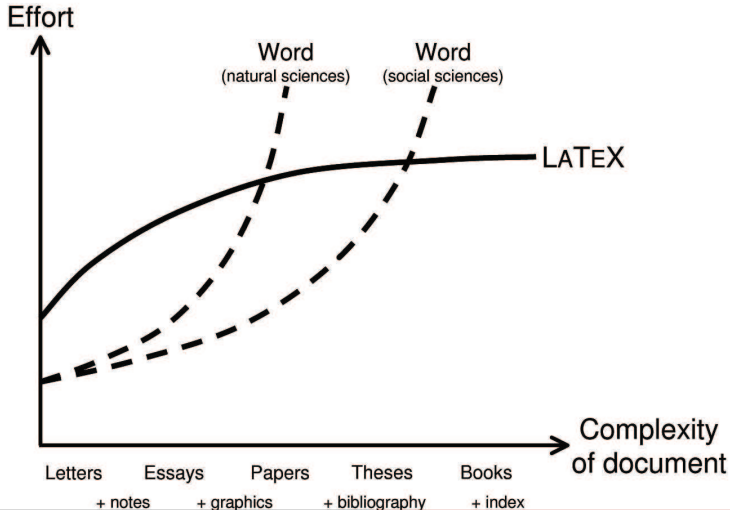 Effort
Word
(natural sciences)
Word
(social sciences)
LATEX
Complexity
of document
Letters Essays Papers Theses Books
+ notes + graphics + bibliography + index